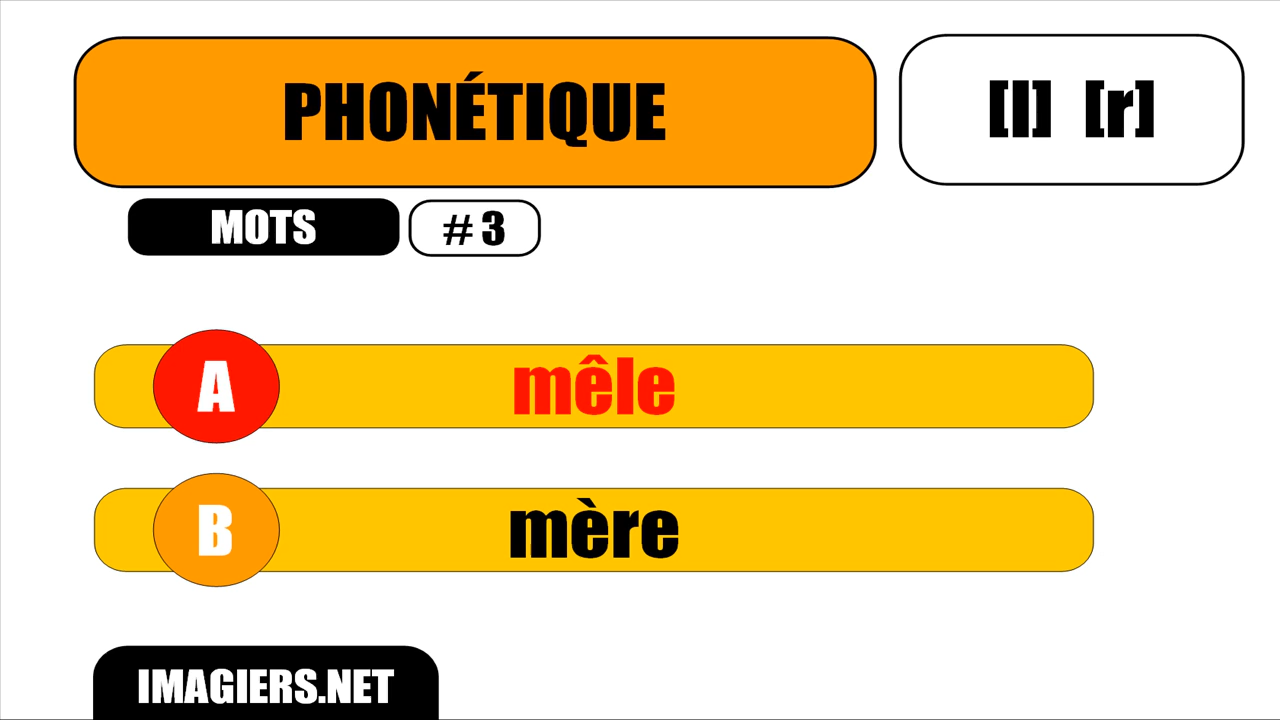 PHONÉTIQUE
[l] [r]
MOTS
# 3
A mêle
B mère
IMAGIERS.NET